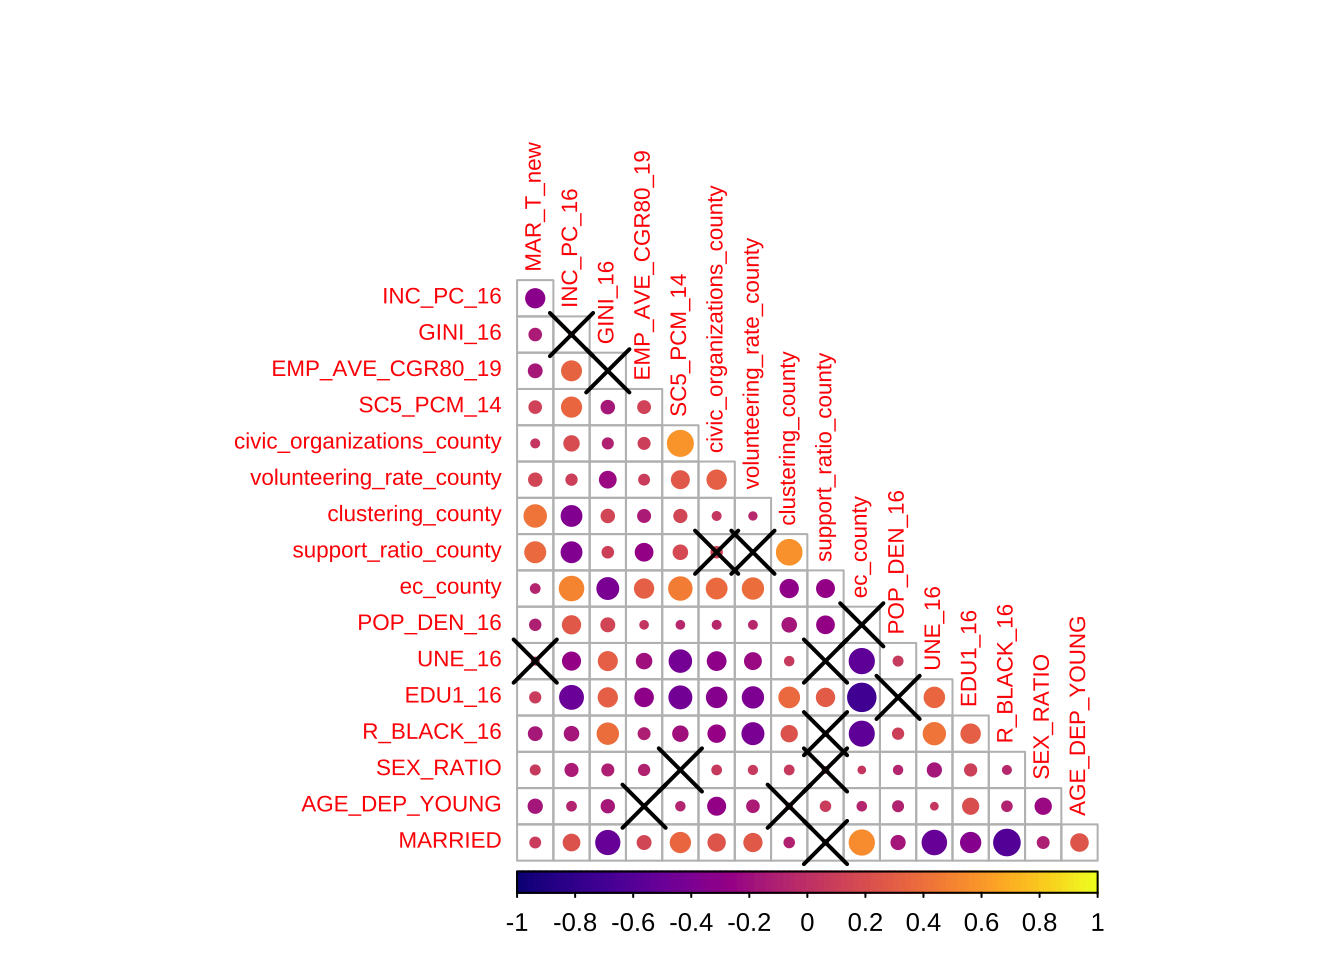 MAR_T_new
INC_PC_16
GINI_16
EMP_AVE_CGR80_19
SC5_PCM_14
civic_organizations_county
volunteering_rate_county
clustering_county
support_ratio_county
ec_county
POP_DEN_16
UNE_16
EDU1_16
R_BLACK_16
SEX_RATIO
AGE_DEP_YOUNG
INC_PC_16
GINI_16
EMP_AVE_CGR80_19
SC5_PCM_14
civic_organizations_county
volunteering_rate_county
clustering_county
support_ratio_county
ec_county
POP_DEN_16
UNE_16
EDU1_16
R_BLACK_16
SEX_RATIO
AGE_DEP_YOUNG
MARRIED
-1 -0.8 -0.6 -0.4 -0.2 0 0.2 0.4 0.6 0.8 1